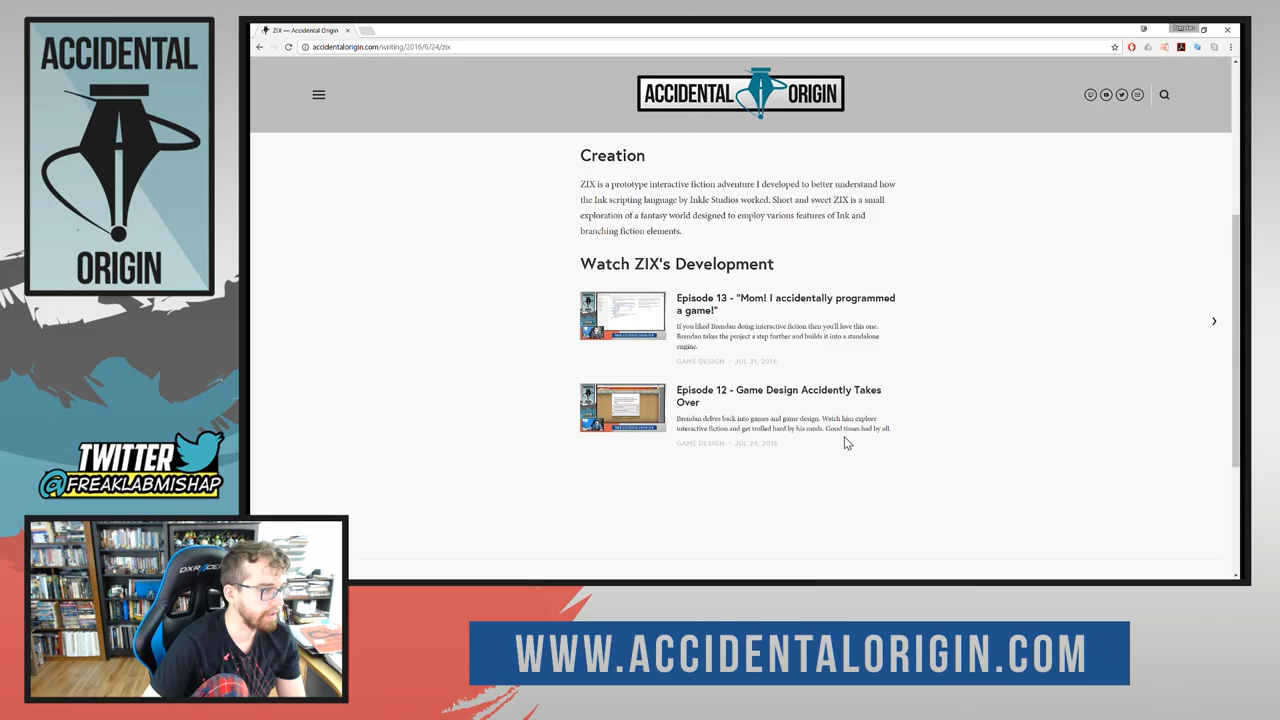 ACCIDENTAL
ORIGIN
TWITTER
@FREAKLABMISHAP
DXRACER
ZIX — Accidental Origin
accidentalorigin.com/writing/2016/6/24/zix
ACCIDENTAL ORIGIN
Creation
ZIX is a prototype interactive fiction adventure I developed to better understand how
the Ink scripting language by Inkle Studios worked. Short and sweet ZIX is a small
exploration of a fantasy world designed to employ various features of Ink and
branching fiction elements.
Watch ZIX's Development
Episode 13 - "Mom! I accidentally programmed
a game!"
If you liked Brendan doing interactive fiction then you'll love this one.
Brendan takes the project a step further and builds it into a standalone
engine.
GAME DESIGN · JUL 31, 2016
Episode 12 - Game Design Accidently Takes
Over
Brendan delves back into games and game design. Watch him explore
interactive fiction and get trolled hard by his mods. Good times had by all.
GAME DESIGN · JUL 24, 2016
WWW.ACCIDENTALORIGIN.COM